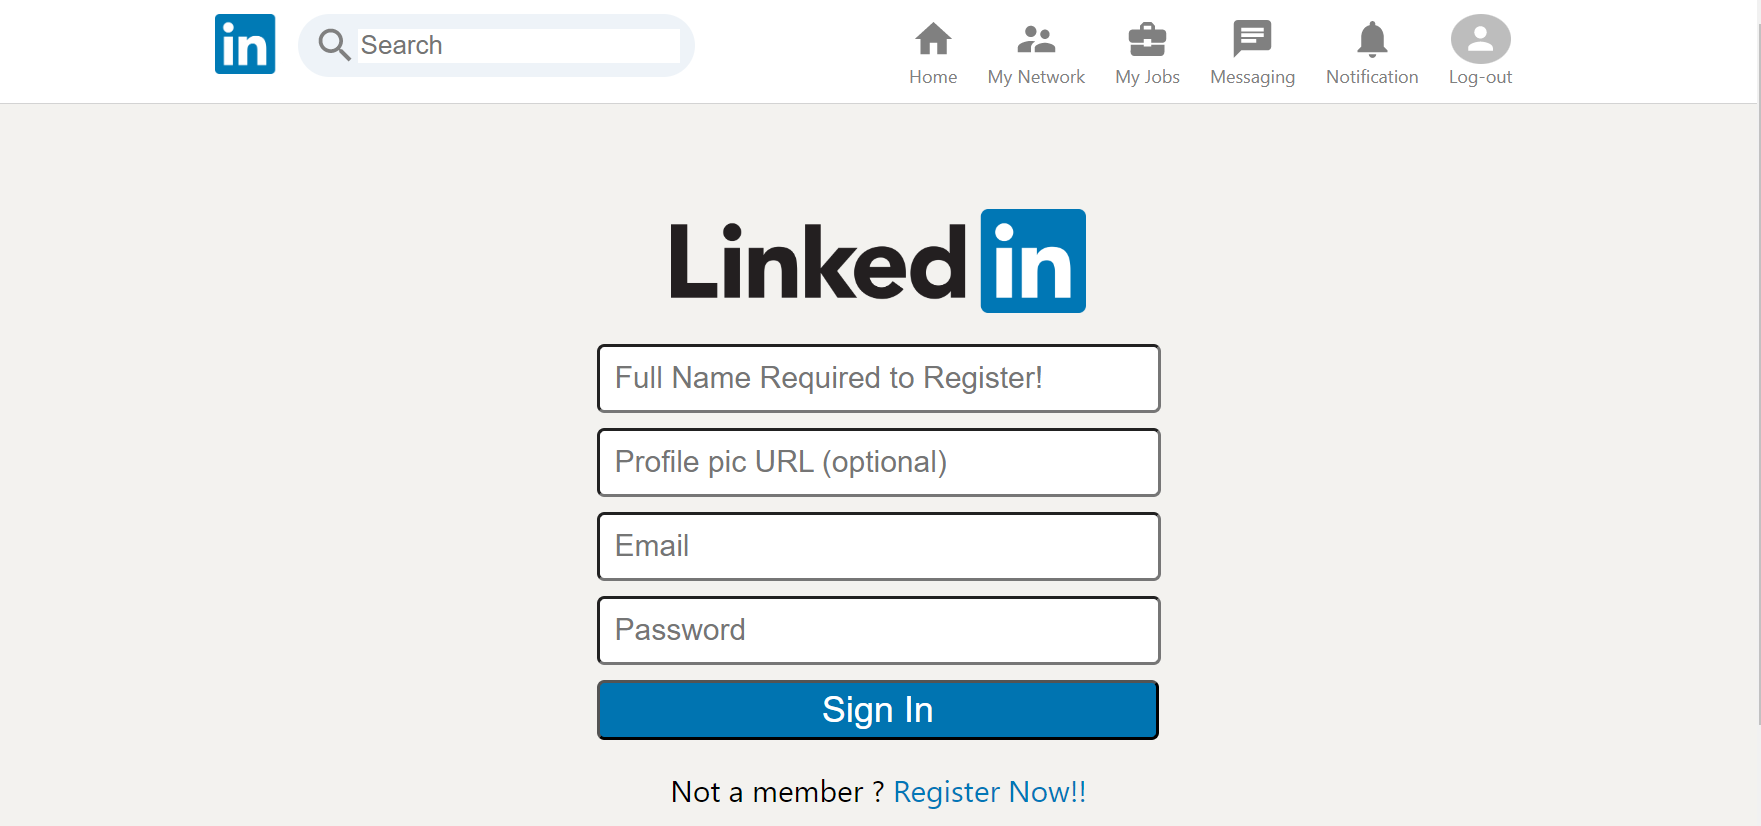 in
Search
Home My Network My Jobs Messaging Notification Log-out
Linked in
Full Name Required to Register!
Profile pic URL (optional)
Email
Password
Sign In
Not a member ? Register Now!!